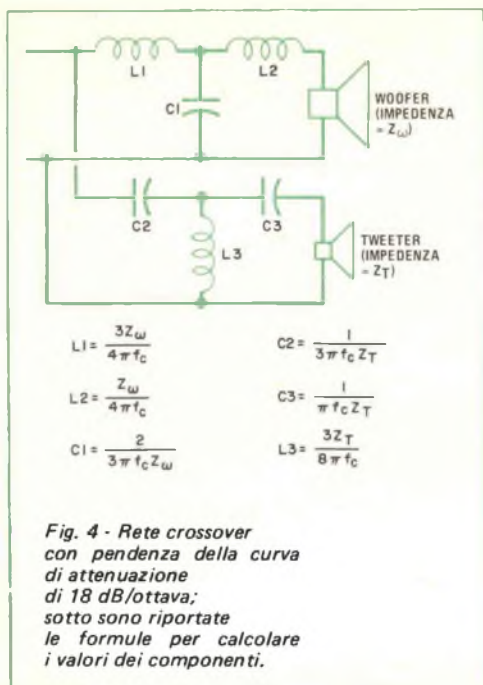 L1
L2
C1
WOOFER
(IMPEDENZA
= Zω)
C2
C3
L3
TWEETER
(IMPEDENZA
= ZT)
L1 = 3Zω / 4πfc
C2 = 1 / 3πfcZT
L2 = Zω / 4πfc
C3 = 1 / πfcZT
C1 = 2 / 3πfcZω
L3 = 3ZT / 8πfc
Fig. 4 - Rete crossover
con pendenza della curva
di attenuazione
di 18 dB/ottava;
sotto sono riportate
le formule per calcolare
i valori dei componenti.